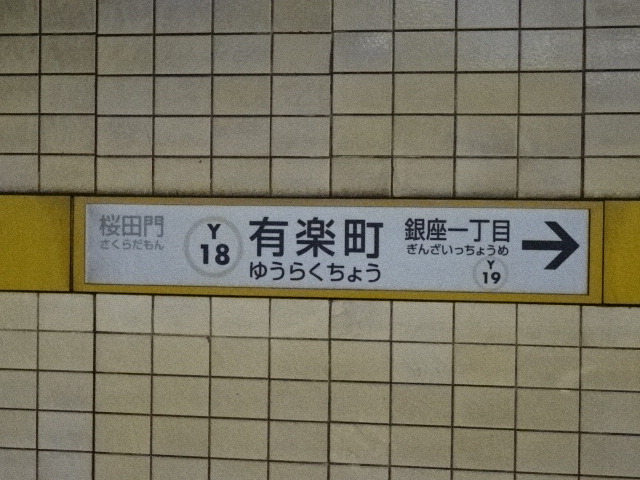 桜田門
さくらだもん
Y
18
有楽町
ゆうらくちょう
銀座一丁目
ぎんざいっちょうめ
Y
19